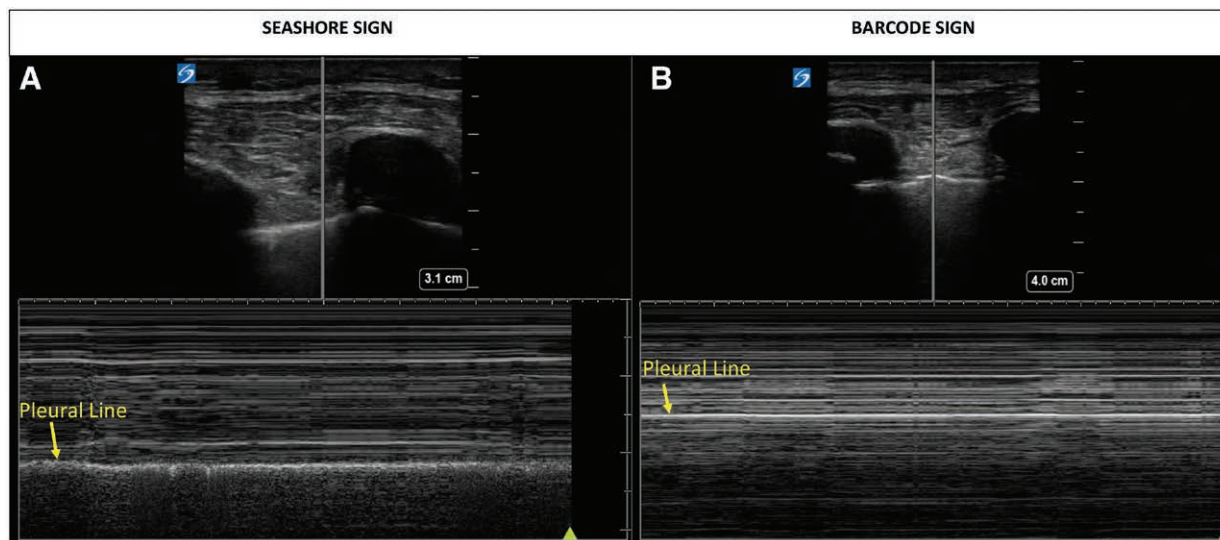 SEASHORE SIGN
BARCODE SIGN
A
B
3.1 cm
4.0 cm
Pleural Line
Pleural Line